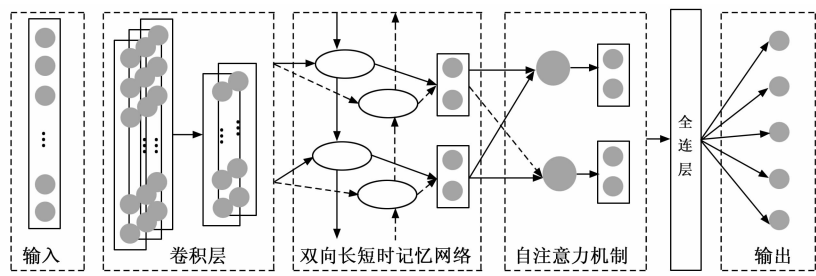 输入
卷积层
双向长短时记忆网络
自注意力机制
全连层
输出